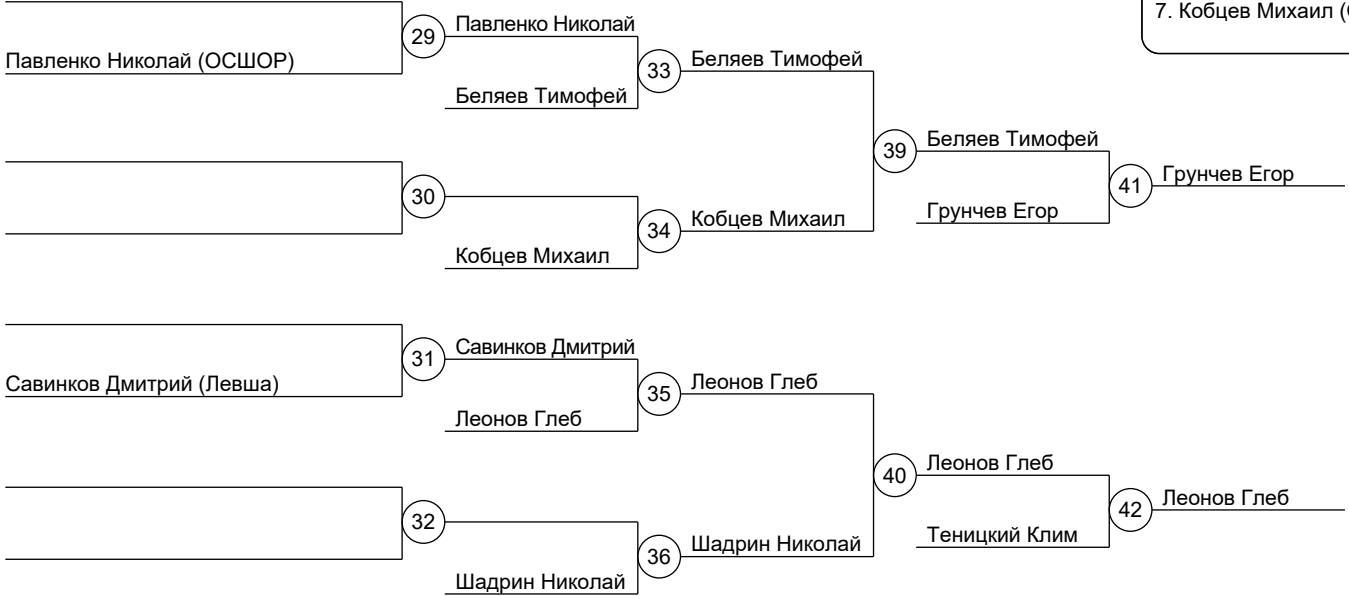 7. Кобцев Михаил (
29
Павленко Николай
Павленко Николай (ОСШОР)
33
Беляев Тимофей
Беляев Тимофей
39
Беляев Тимофей
41
Грунчев Егор
30
34
Кобцев Михаил
Грунчев Егор
Кобцев Михаил
31
Савинков Дмитрий
Савинков Дмитрий (Левша)
35
Леонов Глеб
Леонов Глеб
40
Леонов Глеб
42
Леонов Глеб
32
Теницкий Клим
36
Шадрин Николай
Шадрин Николай